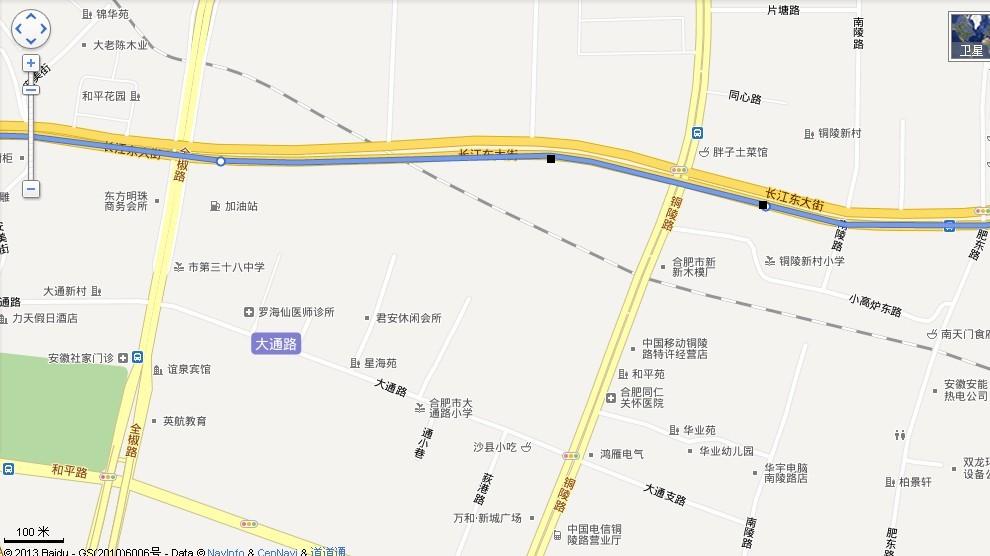 锦华苑
片塘路
南陵路
大老陈木业
卫星
安美街
和平花园
同心路
铜陵新村
长江东大街
全椒路
长江东大街
胖子土菜馆
柜
雕
东方明珠
商务会所
加油站
铜陵路
长江东大街
安美街
南陵路
肥东路
市第三十八中学
合肥市新
新木模厂
铜陵新村小学
通路
大通新村
小高炉东路
力天假日酒店
罗海仙医师诊所
君安休闲会所
南天门食府
大通路
中国移动铜陵
路特许经营店
安徽社家门诊
谊泉宾馆
星海苑
和平苑
大通路
合肥同仁
关怀医院
安徽安能
热电公司
合肥市大
通路小学
英航教育
全椒路
通小巷
华业苑
沙县小吃
鸿雁电气
华业幼儿园
和平路
荻港路
华宇电脑
南陵路店
双龙环
设备公
柏景轩
铜陵路
大通支路
万和·新城广场
中国电信铜
陵路营业厅
南陵路
肥东路
100 米
© 2013 Baidu - GS(2010)6006号 - Data © NavInfo & CenNavi & 道道通